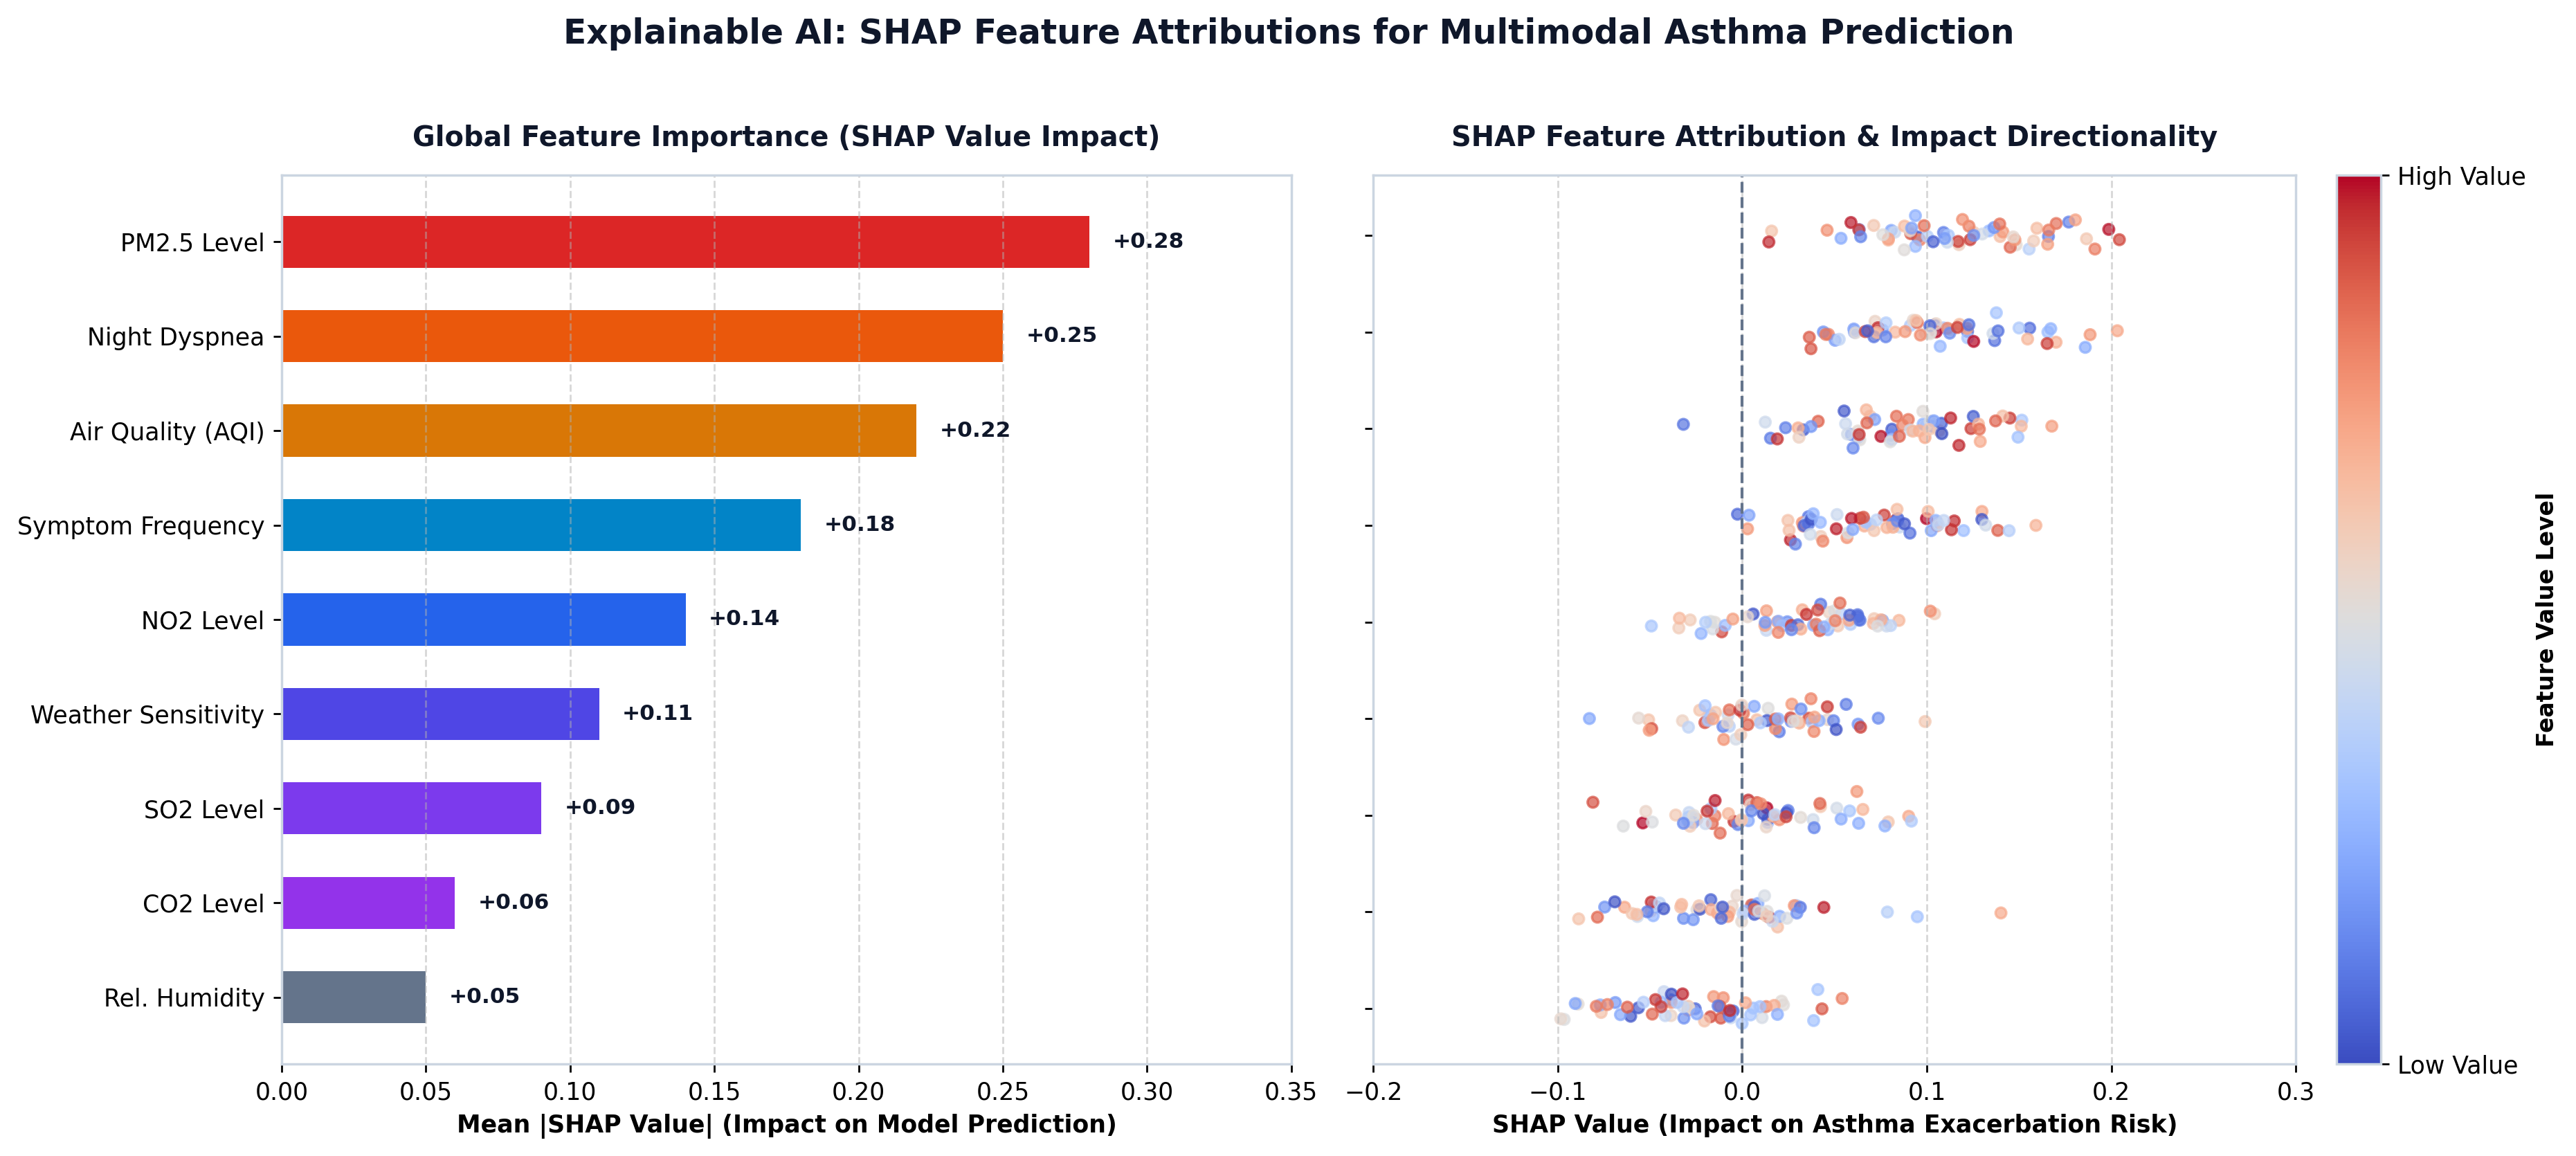 Explainable AI: SHAP Feature Attributions for Multimodal Asthma Prediction
Global Feature Importance (SHAP Value Impact)
PM2.5 Level
+0.28
Night Dyspnea
+0.25
Air Quality (AQI)
+0.22
Symptom Frequency
+0.18
NO2 Level
+0.14
Weather Sensitivity
+0.11
SO2 Level
+0.09
CO2 Level
+0.06
Rel. Humidity
+0.05
0.00 0.05 0.10 0.15 0.20 0.25 0.30 0.35
Mean |SHAP Value| (Impact on Model Prediction)
SHAP Feature Attribution & Impact Directionality
−0.2 −0.1 0.0 0.1 0.2 0.3
SHAP Value (Impact on Asthma Exacerbation Risk)
High Value
Feature Value Level
Low Value